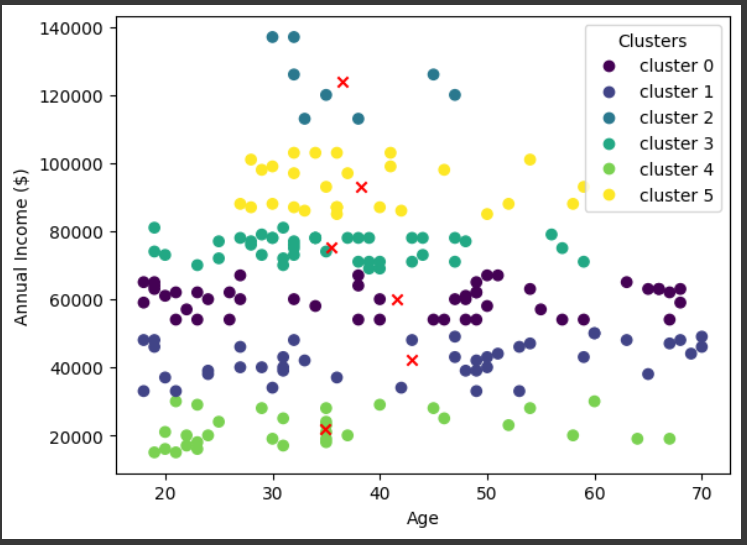 140000
120000
100000
80000
60000
40000
20000
Annual Income ($)
Clusters
cluster 0
cluster 1
cluster 2
cluster 3
cluster 4
cluster 5
20 30 40 50 60 70
Age